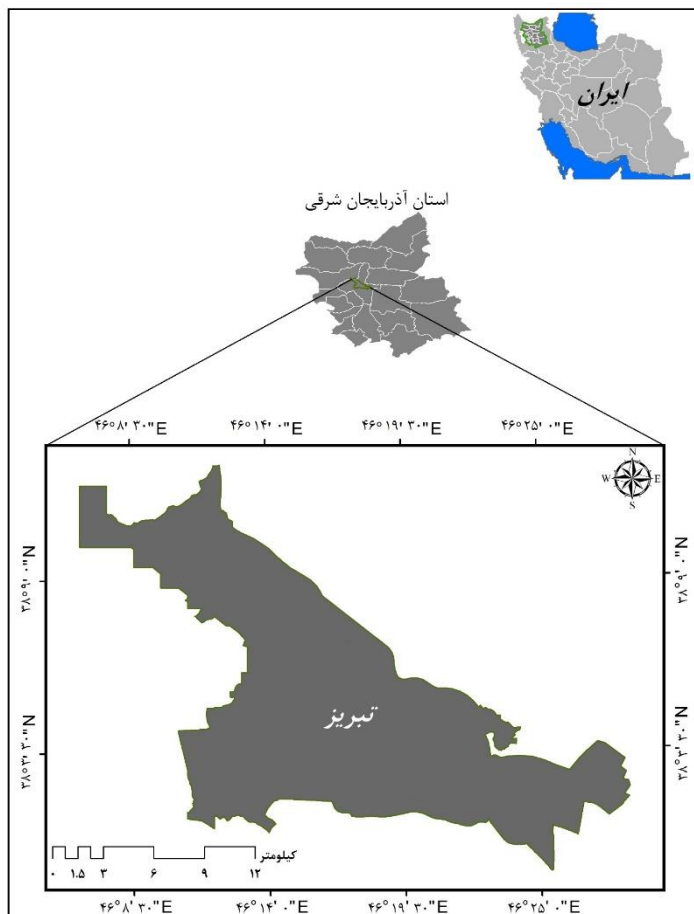 ایران
استان آذربایجان شرقی
۴۶°۸' ۳۰"E ۴۶°۱۴' ۰"E ۴۶°۱۹' ۳۰"E ۴۶°۲۵' ۰"E
N
W E
S
۳۸°۹' ۰"N ۳۸°۹' ۰"N
تبریز
۳۸°۳' ۳۰"N ۳۸°۳' ۳۰"N
کیلومتر
۰ ۱.۵ ۳ ۶ ۹ ۱۲
۴۶°۸' ۳۰"E ۴۶°۱۴' ۰"E ۴۶°۱۹' ۳۰"E ۴۶°۲۵' ۰"E